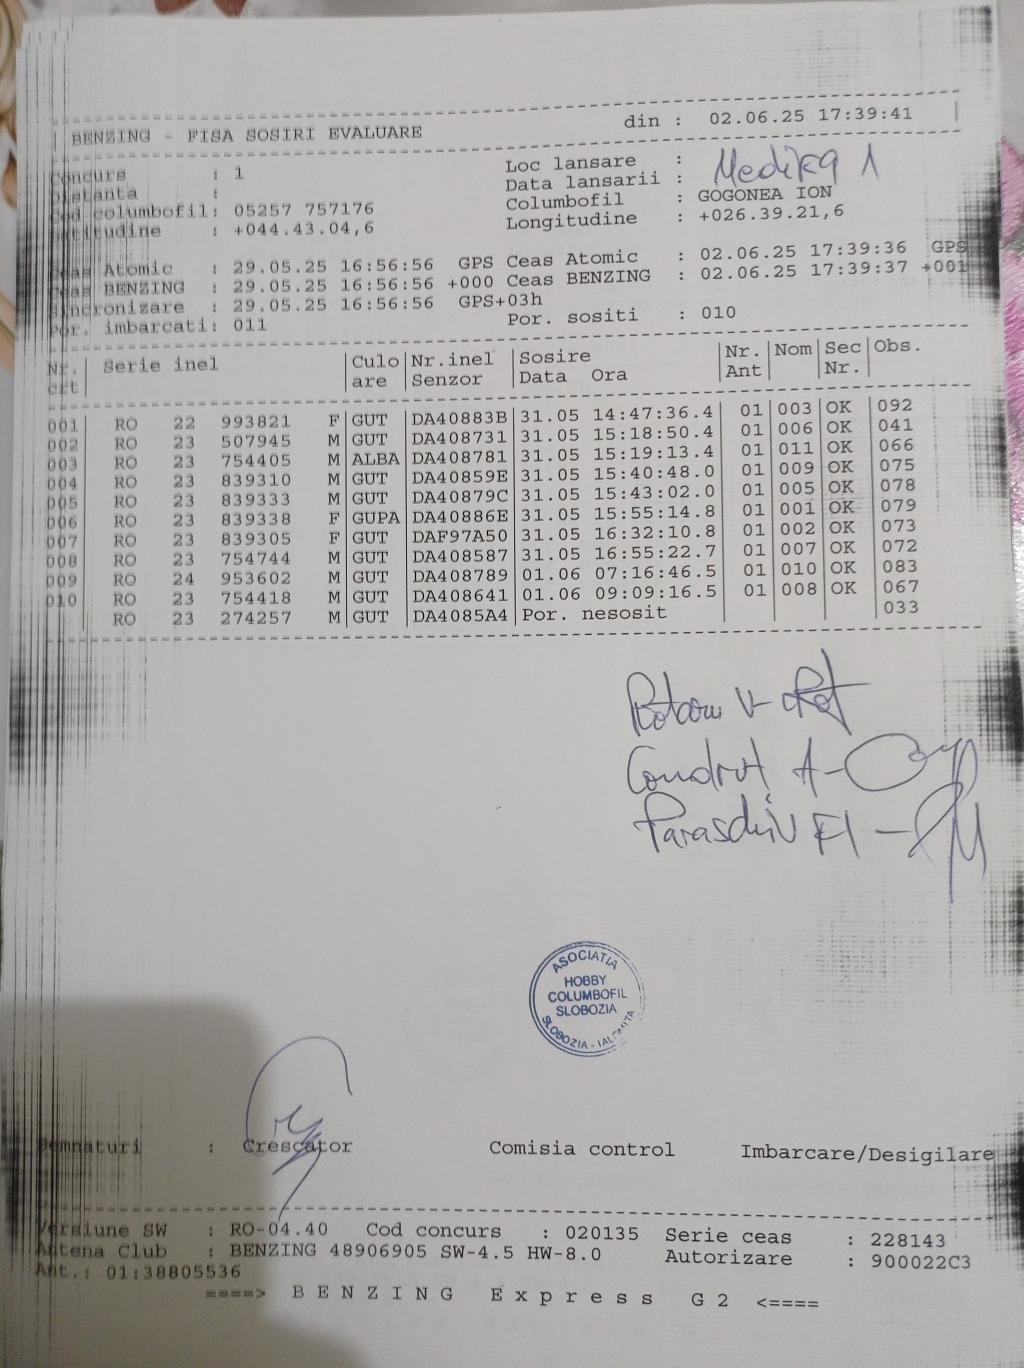 BENZING - FISA SOSIRI EVALUARE din : 02.06.25 17:39:41
Concurs : 1 Loc lansare : Medika 1
Distanta : Data lansarii :
Cod columbofil: 05257 757176 Columbofil : GOGONEA ION
Latitudine : +044.43.04,6 Longitudine : +026.39.21,6
Ceas Atomic : 29.05.25 16:56:56 GPS Ceas Atomic : 02.06.25 17:39:36 GPS
Ceas BENZING : 29.05.25 16:56:56 +000 Ceas BENZING : 02.06.25 17:39:37 +001
Sincronizare : 29.05.25 16:56:56 GPS+03h
Por. imbarcati: 011 Por. sositi : 010
Nr. Serie inel Culo Nr.inel Sosire Nr. Nom Sec Obs.
crt are Senzor Data Ora Ant Nr.
001 RO 22 993821 F GUT DA40883B 31.05 14:47:36.4 01 003 OK 092
002 RO 23 507945 M GUT DA408731 31.05 15:18:50.4 01 006 OK 041
003 RO 23 754405 M ALBA DA408781 31.05 15:19:13.4 01 011 OK 066
004 RO 23 839310 M GUT DA40859E 31.05 15:40:48.0 01 009 OK 075
005 RO 23 839333 M GUT DA40879C 31.05 15:43:02.0 01 005 OK 078
006 RO 23 839338 F GUPA DA40886E 31.05 15:55:14.8 01 001 OK 079
007 RO 23 839305 F GUT DAF97A50 31.05 16:32:10.8 01 002 OK 073
008 RO 23 754744 M GUT DA408587 31.05 16:55:22.7 01 007 OK 072
009 RO 24 953602 M GUT DA408789 01.06 07:16:46.5 01 010 OK 083
010 RO 23 754418 M GUT DA408641 01.06 09:09:16.5 01 008 OK 067
RO 23 274257 M GUT DA4085A4 Por. nesosit 033
V -
Condrut A -
Paraschiv Fl -
ASOCIATIA
HOBBY
COLUMBOFIL
SLOBOZIA
SLOBOZIA - IALOMITA
Semnaturi : Crescator Comisia control Imbarcare/Desigilare
Versiune SW : RO-04.40 Cod concurs : 020135 Serie ceas : 228143
Antena Club : BENZING 48906905 SW-4.5 HW-8.0 Autorizare : 900022C3
Ant.: 01:38805536
====> B E N Z I N G E x p r e s s G 2 <====